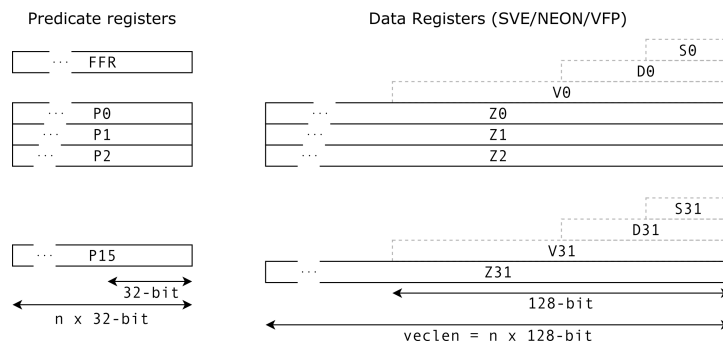 Predicate registers
FFR
P0
P1
P2
P15
32-bit
n x 32-bit
Data Registers (SVE/NEON/VFP)
S0
D0
V0
Z0
Z1
Z2
S31
D31
V31
Z31
128-bit
veclen = n x 128-bit